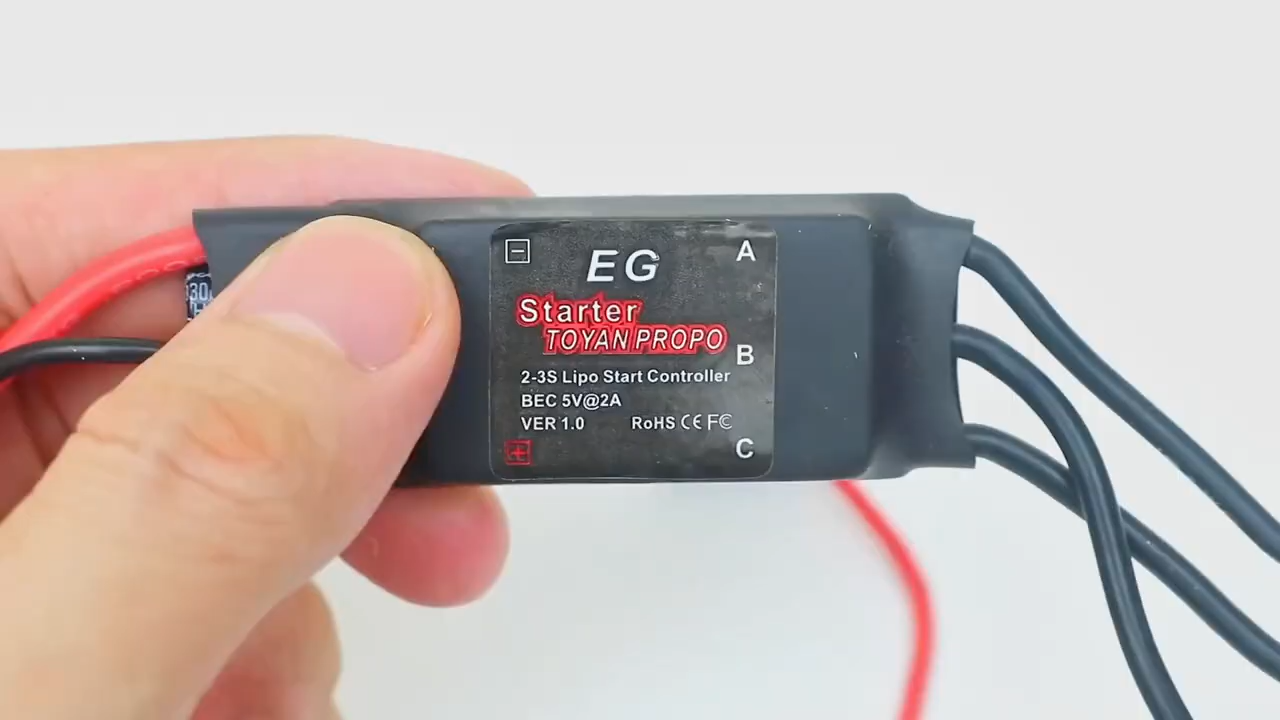 EG
A
Starter
TOYAN PROPO
B
2-3S Lipo Start Controller
BEC 5V@2A
VER 1.0 RoHS CE FC
C